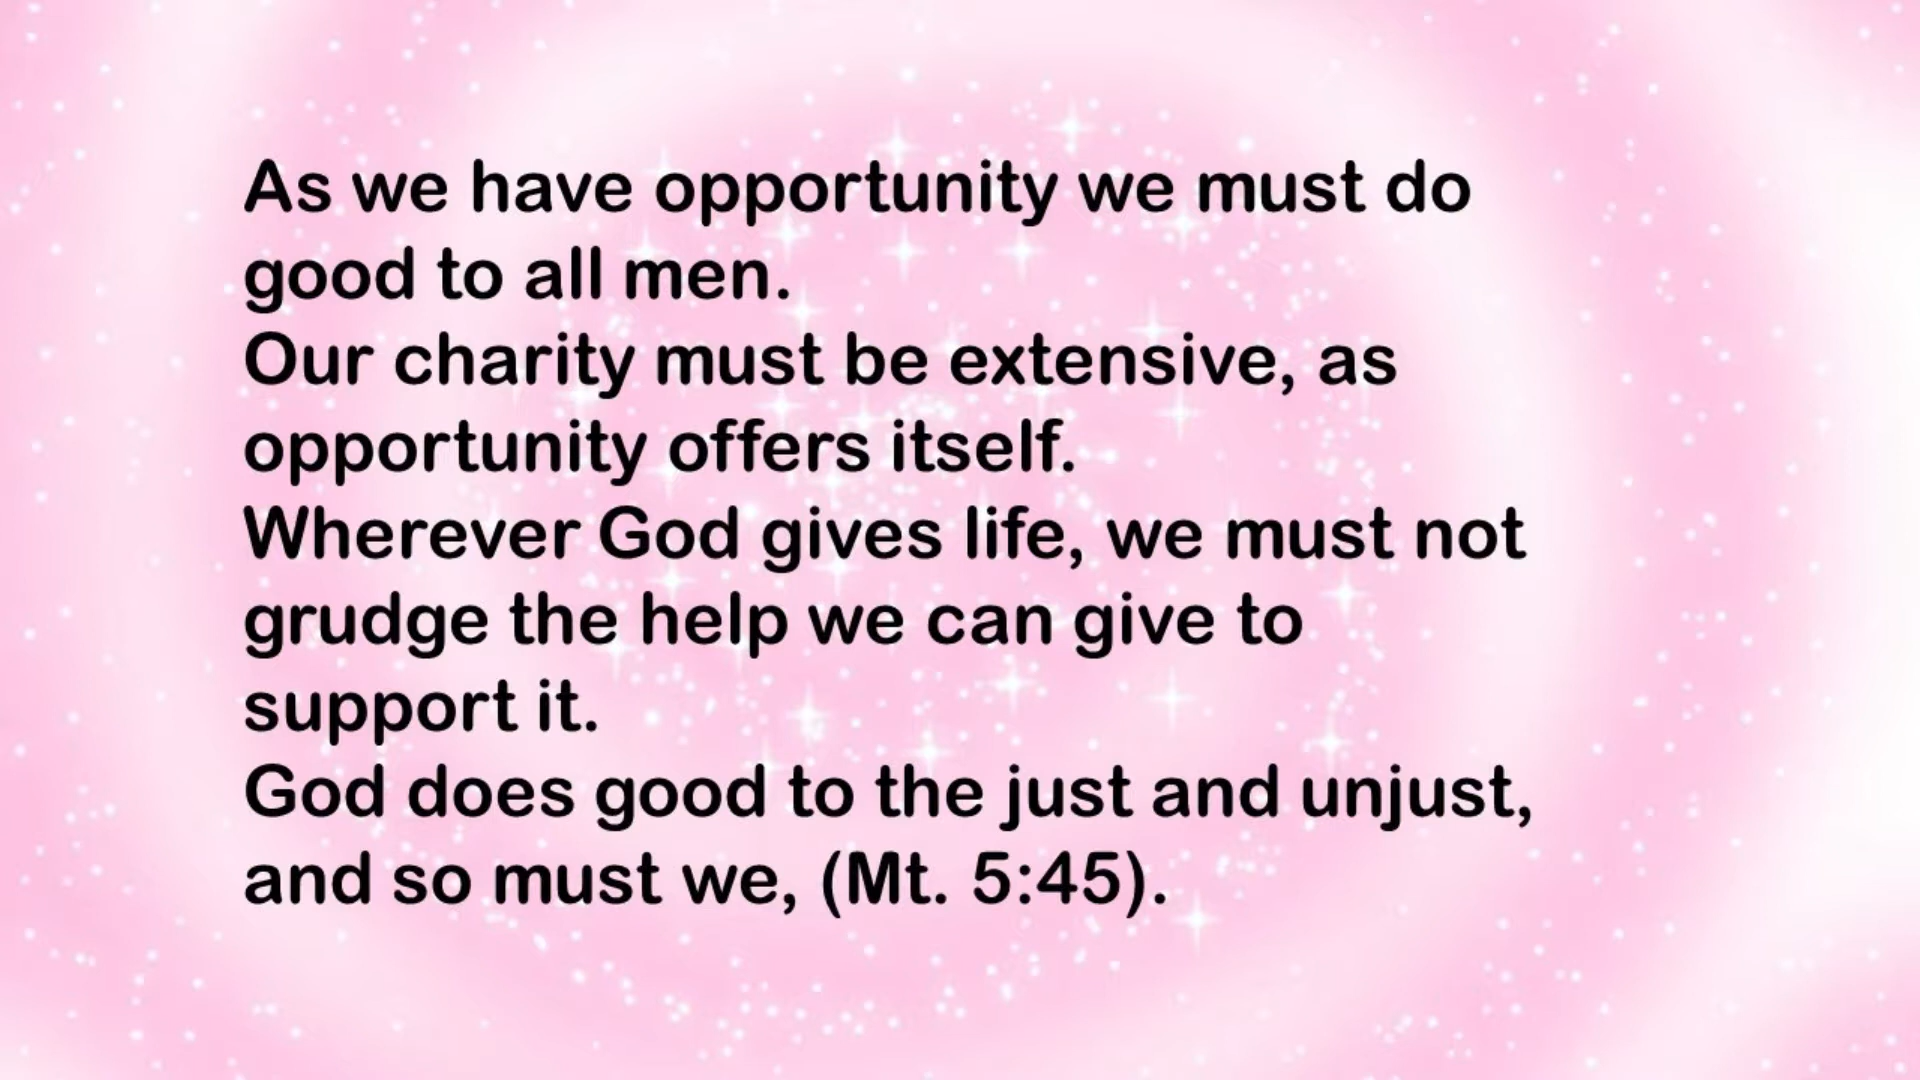 As we have opportunity we must do
good to all men.
Our charity must be extensive, as
opportunity offers itself.
Wherever God gives life, we must not
grudge the help we can give to
support it.
God does good to the just and unjust,
and so must we, (Mt. 5:45).